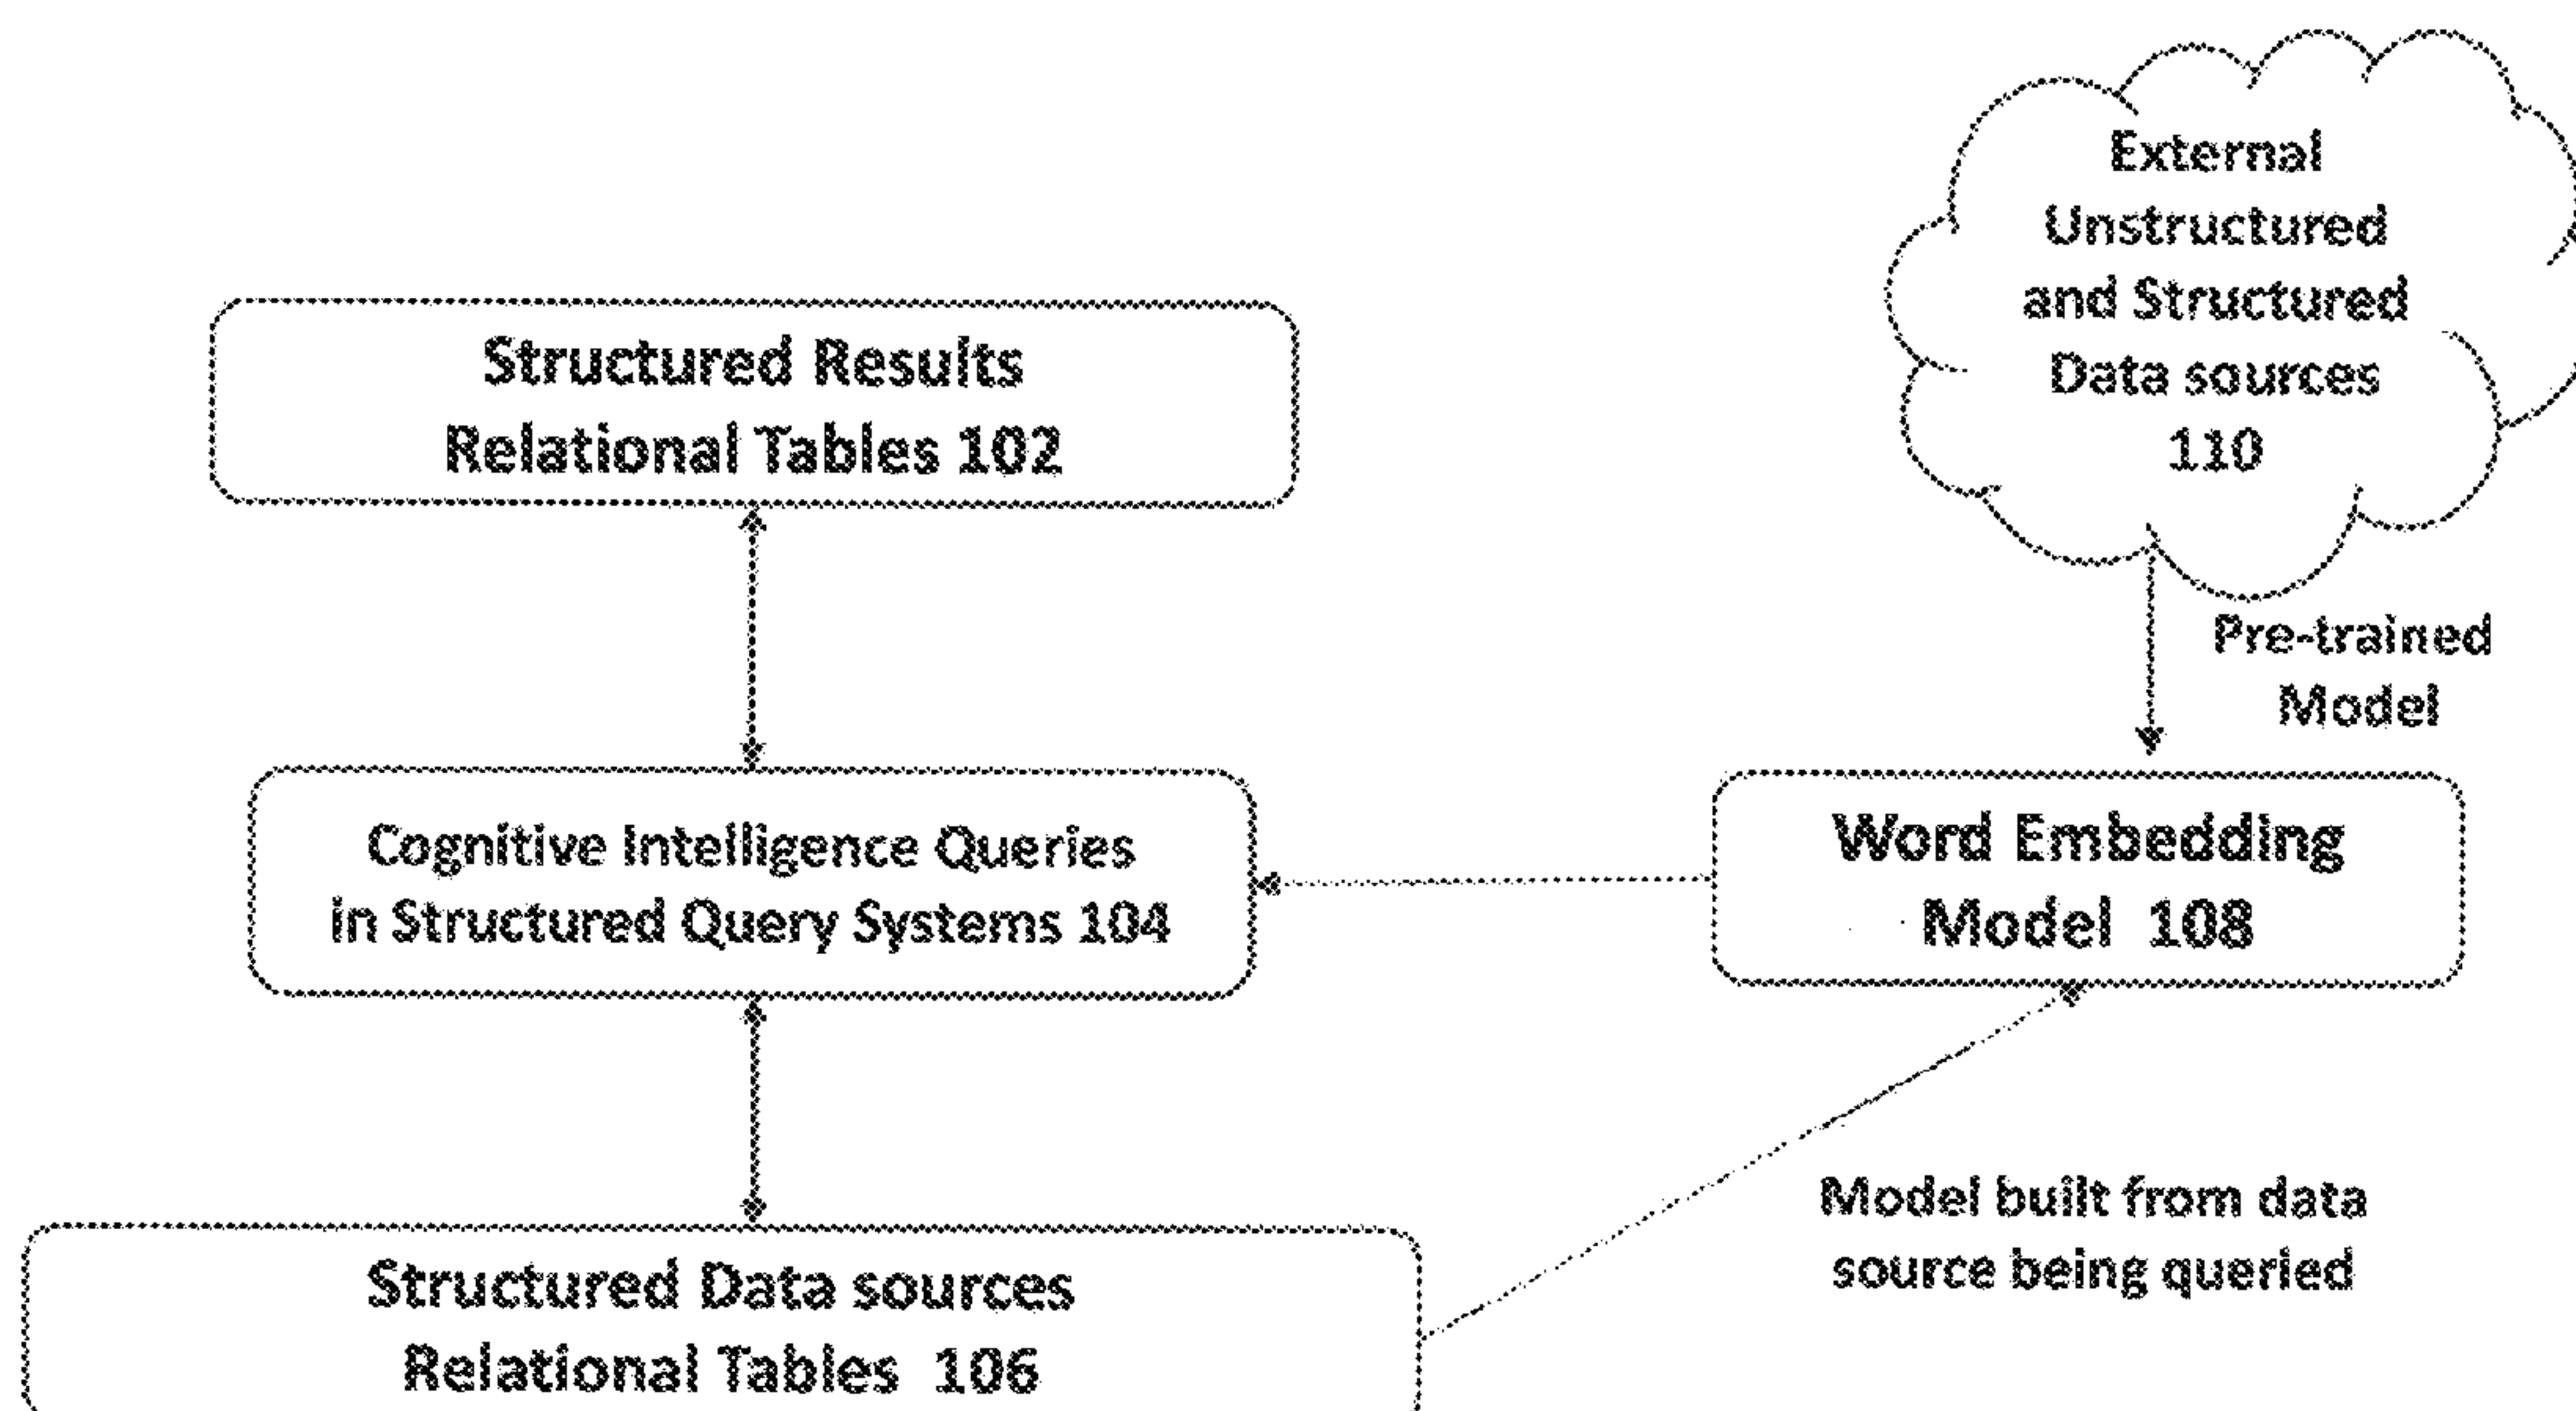 External
Unstructured
and Structured
Data sources
110
Structured Results
Relational Tables 102
Pre-trained
Model
Cognitive Intelligence Queries
in Structured Query Systems 104
Word Embedding
Model 108
Model built from data
source being queried
Structured Data sources
Relational Tables 106